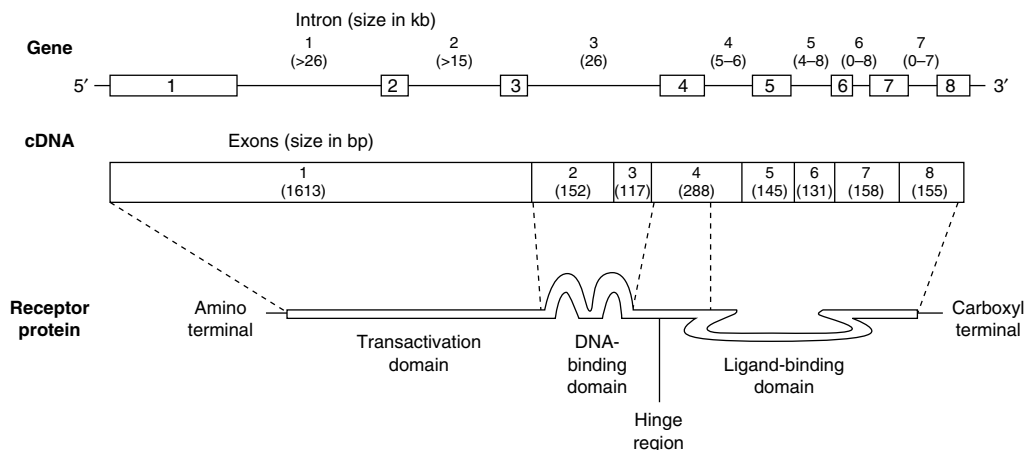 Intron (size in kb)
Gene
1 2 3 4 5 6 7
(>26) (>15) (26) (5–6) (4–8) (0–8) (0–7)
5′ 1 2 3 4 5 6 7 8 3′
cDNA
Exons (size in bp)
1 2 3 4 5 6 7 8
(1613) (152) (117) (288) (145) (131) (158) (155)
Receptor
protein
Amino
terminal
Carboxyl
terminal
Transactivation
domain
DNA-
binding
domain
Ligand-binding
domain
Hinge
region